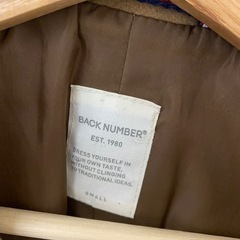 BACK NUMBER®
EST. 1980
DRESS YOURSELF IN
YOUR OWN TASTE,
WITHOUT CLINGING
TO TRADITIONAL IDEAS.
SMALL